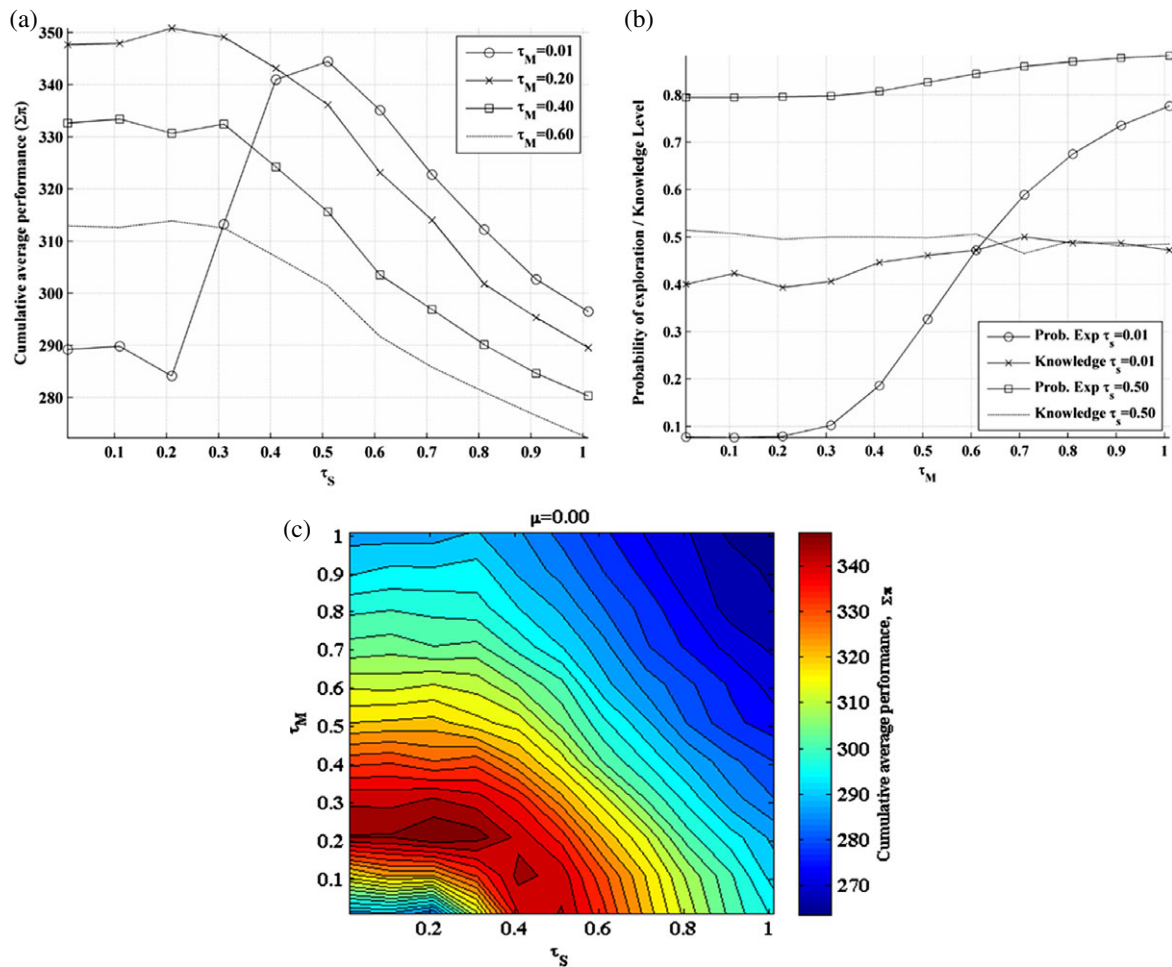 (a)
350
340
330
320
310
300
290
280
Cumulative average performance (Σπ)
0.1 0.2 0.3 0.4 0.5 0.6 0.7 0.8 0.9 1
τS
τM=0.01
τM=0.20
τM=0.40
τM=0.60
(b)
0.8
0.7
0.6
0.5
0.4
0.3
0.2
0.1
Probability of exploration / Knowledge Level
0 0.1 0.2 0.3 0.4 0.5 0.6 0.7 0.8 0.9 1
τM
Prob. Exp τs=0.01
Knowledge τs=0.01
Prob. Exp τs=0.50
Knowledge τs=0.50
(c)
μ=0.00
1
0.9
0.8
0.7
0.6
0.5
0.4
0.3
0.2
0.1
τM
0.2 0.4 0.6 0.8 1
τS
340
330
320
310
300
290
280
270
Cumulative average performance, Σπ